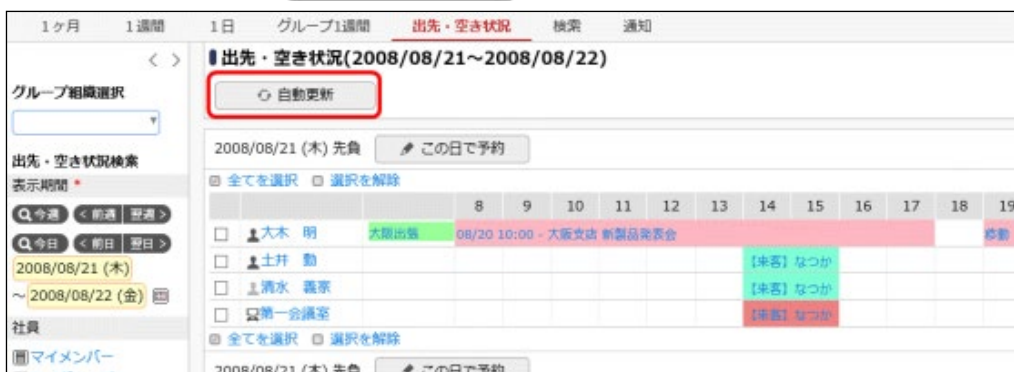 1ヶ月 1週間 1日 グループ1週間 出先・空き状況 検索 通知
< >
グループ組織選択
出先・空き状況検索
表示期間 *
今週 <前週 翌週>
今日 <前日 翌日>
2008/08/21 (木)
~ 2008/08/22 (金)
社員
マイメンバー
出先・空き状況(2008/08/21~2008/08/22)
自動更新
2008/08/21 (木) 先負 この日で予約
全てを選択 選択を解除
8 9 10 11 12 13 14 15 16 17 18 19
大木 明 大阪出張 08/20 10:00 - 大阪支店 新製品発表会 移動
土井 勤 【来客】なつか
清水 義家 【来客】なつか
第一会議室 【来客】なつか
全てを選択 選択を解除
2008/08/21 (木) 先負 この日で予約